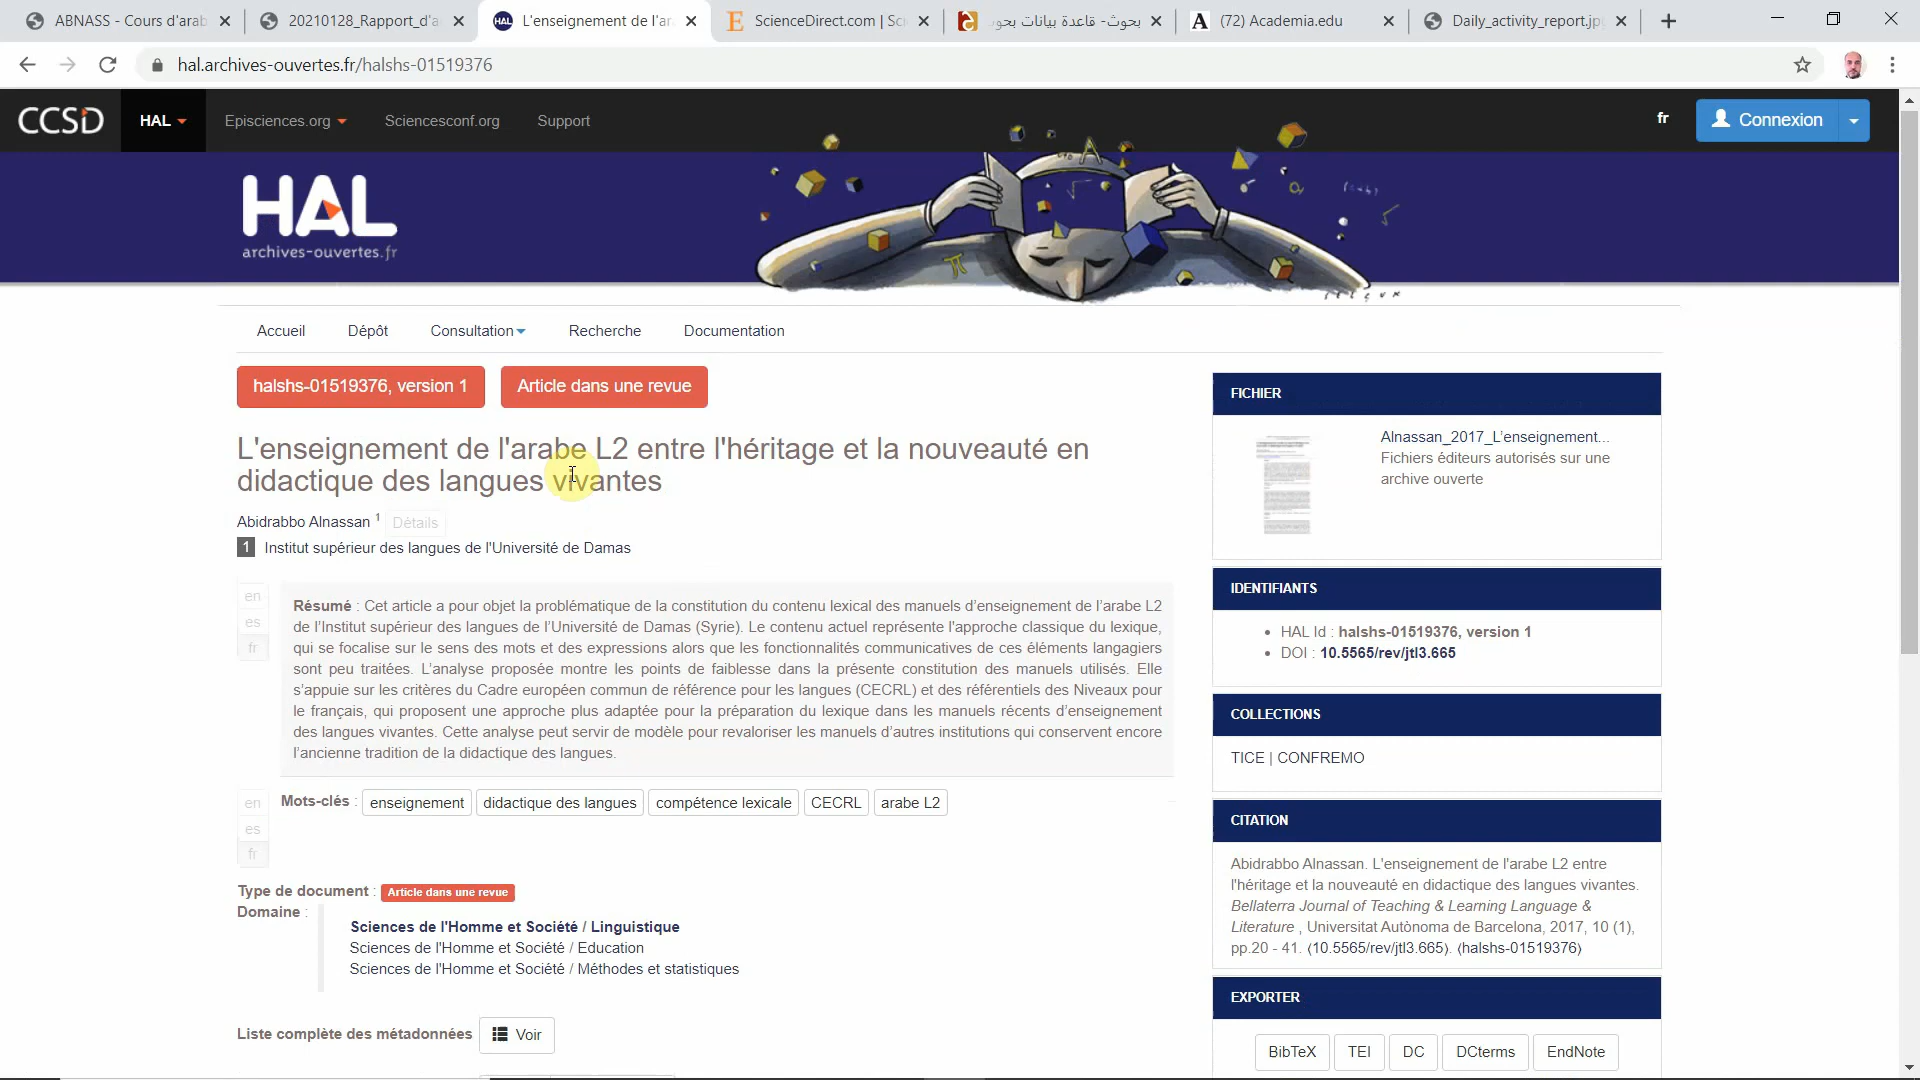 ABNASS - Cours d'arab
20210128_Rapport_d'a
L'enseignement de l'ar
ScienceDirect.com | Sc
بحوث- قاعدة بيانات بحو
(72) Academia.edu
Daily_activity_report.jp
hal.archives-ouvertes.fr/halshs-01519376
CCSD
HAL
Episciences.org
Sciencesconf.org
Support
fr
Connexion
HAL
archives-ouvertes.fr
Accueil
Dépôt
Consultation
Recherche
Documentation
halshs-01519376, version 1
Article dans une revue
L'enseignement de l'arabe L2 entre l'héritage et la nouveauté en
didactique des langues vivantes
Abidrabbo Alnassan 1 Détails
1 Institut supérieur des langues de l'Université de Damas
en
es
fr
Résumé : Cet article a pour objet la problématique de la constitution du contenu lexical des manuels d’enseignement de l’arabe L2
de l’Institut supérieur des langues de l’Université de Damas (Syrie). Le contenu actuel représente l'approche classique du lexique,
qui se focalise sur le sens des mots et des expressions alors que les fonctionnalités communicatives de ces éléments langagiers
sont peu traitées. L’analyse proposée montre les points de faiblesse dans la présente constitution des manuels utilisés. Elle
s’appuie sur les critères du Cadre européen commun de référence pour les langues (CECRL) et des référentiels des Niveaux pour
le français, qui proposent une approche plus adaptée pour la préparation du lexique dans les manuels récents d’enseignement
des langues vivantes. Cette analyse peut servir de modèle pour revaloriser les manuels d’autres institutions qui conservent encore
l’ancienne tradition de la didactique des langues.
en
es
fr
Mots-clés : enseignement didactique des langues compétence lexicale CECRL arabe L2
Type de document : Article dans une revue
Domaine :
Sciences de l'Homme et Société / Linguistique
Sciences de l'Homme et Société / Education
Sciences de l'Homme et Société / Méthodes et statistiques
Liste complète des métadonnées Voir
FICHIER
Alnassan_2017_L’enseignement...
Fichiers éditeurs autorisés sur une
archive ouverte
IDENTIFIANTS
HAL Id : halshs-01519376, version 1
DOI : 10.5565/rev/jtl3.665
COLLECTIONS
TICE | CONFREMO
CITATION
Abidrabbo Alnassan. L'enseignement de l'arabe L2 entre
l'héritage et la nouveauté en didactique des langues vivantes.
Bellaterra Journal of Teaching & Learning Language &
Literature , Universitat Autònoma de Barcelona, 2017, 10 (1),
pp.20 - 41. ⟨10.5565/rev/jtl3.665⟩. ⟨halshs-01519376⟩
EXPORTER
BibTeX
TEI
DC
DCterms
EndNote